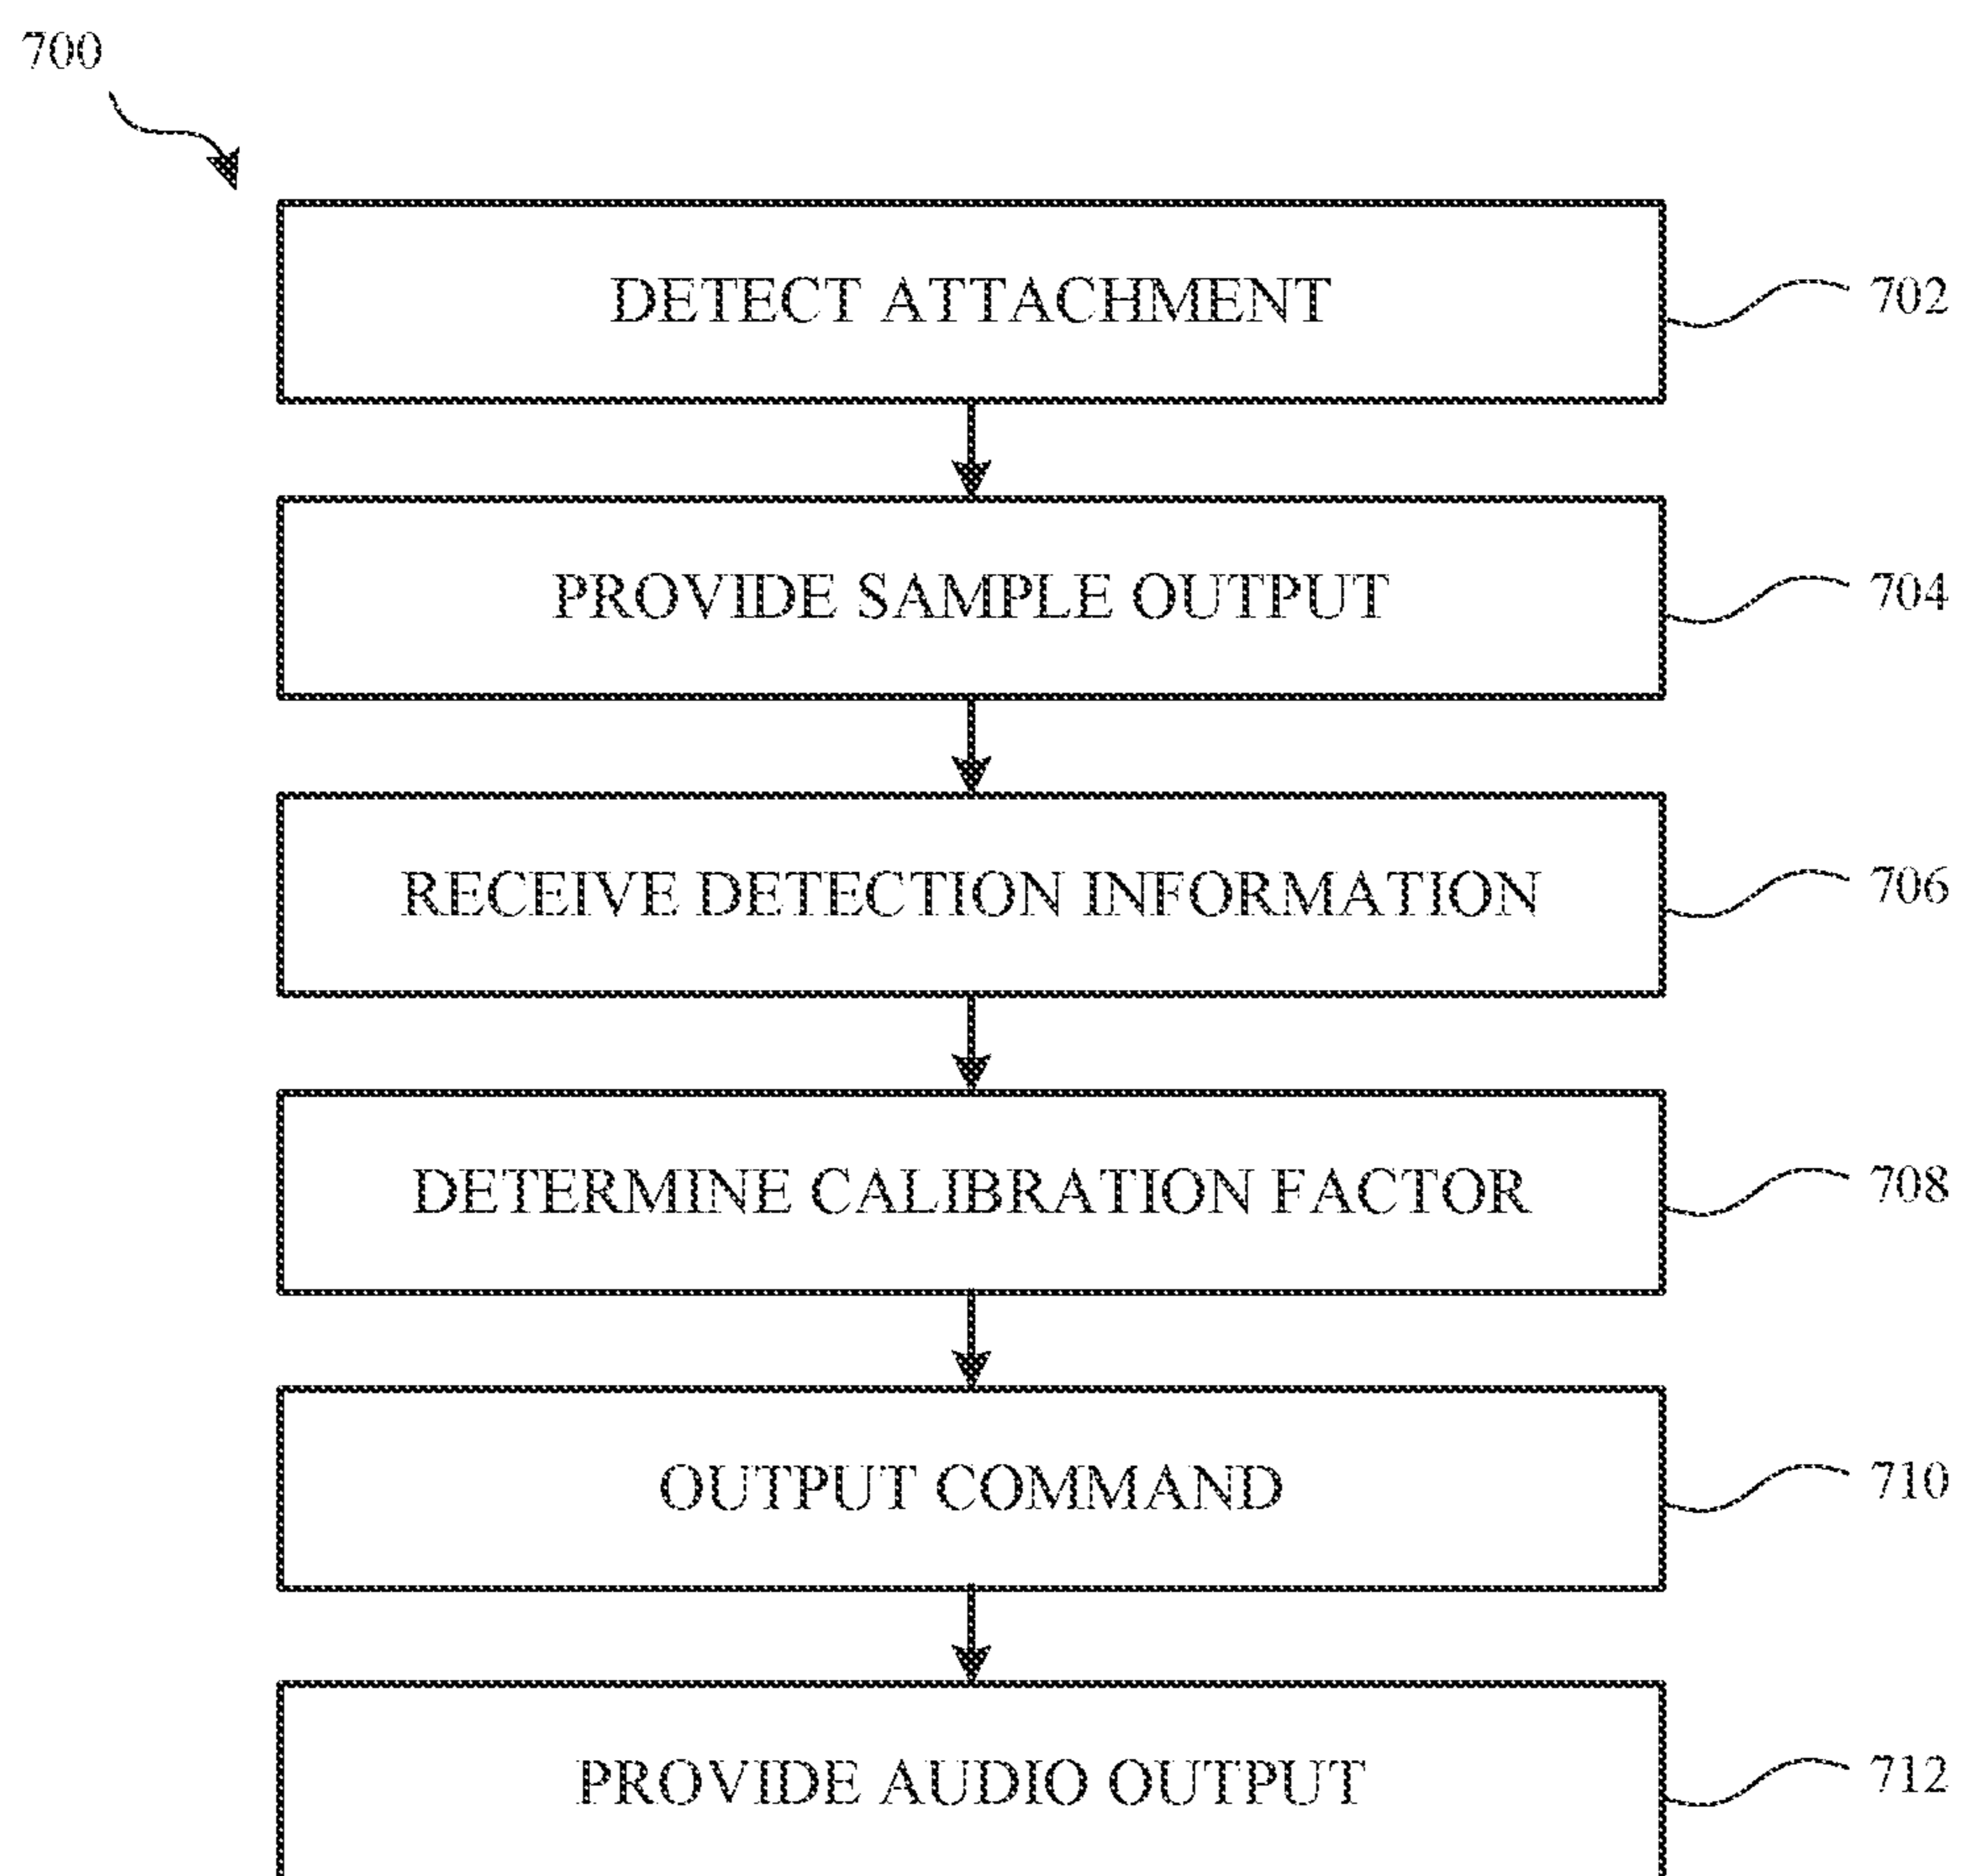 700
DETECT ATTACHMENT
702
PROVIDE SAMPLE OUTPUT
704
RECEIVE DETECTION INFORMATION
706
DETERMINE CALIBRATION FACTOR
708
OUTPUT COMMAND
710
PROVIDE AUDIO OUTPUT
712